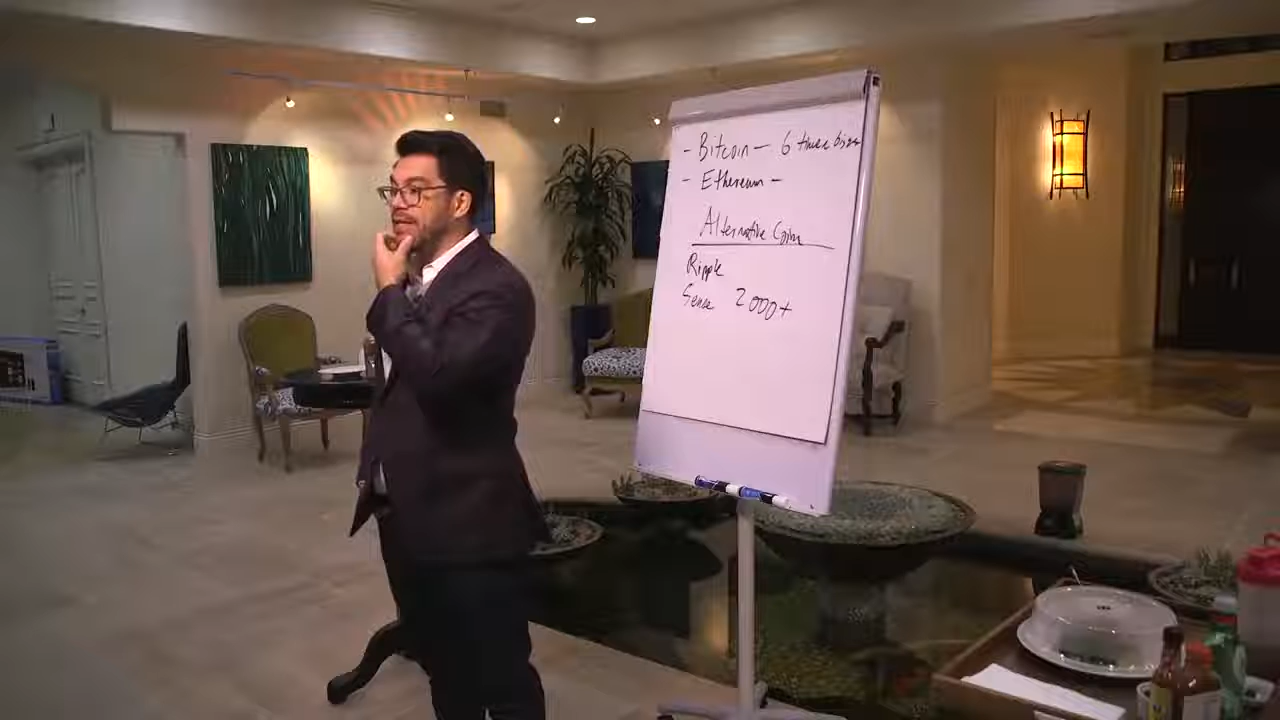 - Bitcoin - 6 times bigger
- Ethereum -
Alternative Coins
Ripple
Sense 2000+